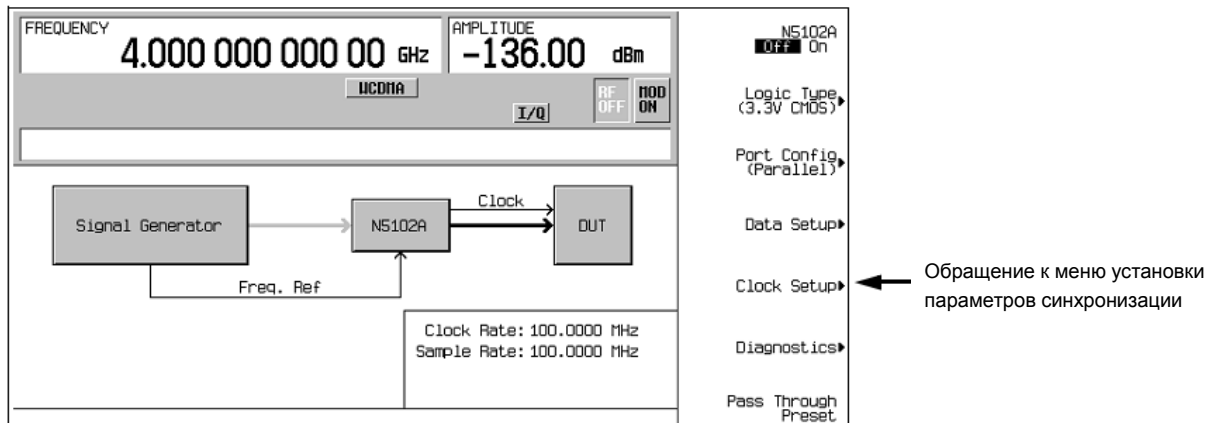 FREQUENCY
4.000 000 000 00 GHz
AMPLITUDE
-136.00 dBm
WCDMA
I/Q
RF
OFF
MOD
ON
Signal Generator
N5102A
Clock
DUT
Freq. Ref
Clock Rate: 100.0000 MHz
Sample Rate: 100.0000 MHz
N5102A
Off On
Logic Type
(3.3V CMOS)
Port Config
(Parallel)
Data Setup
Clock Setup
Diagnostics
Pass Through
Preset
Обращение к меню установки
параметров синхронизации